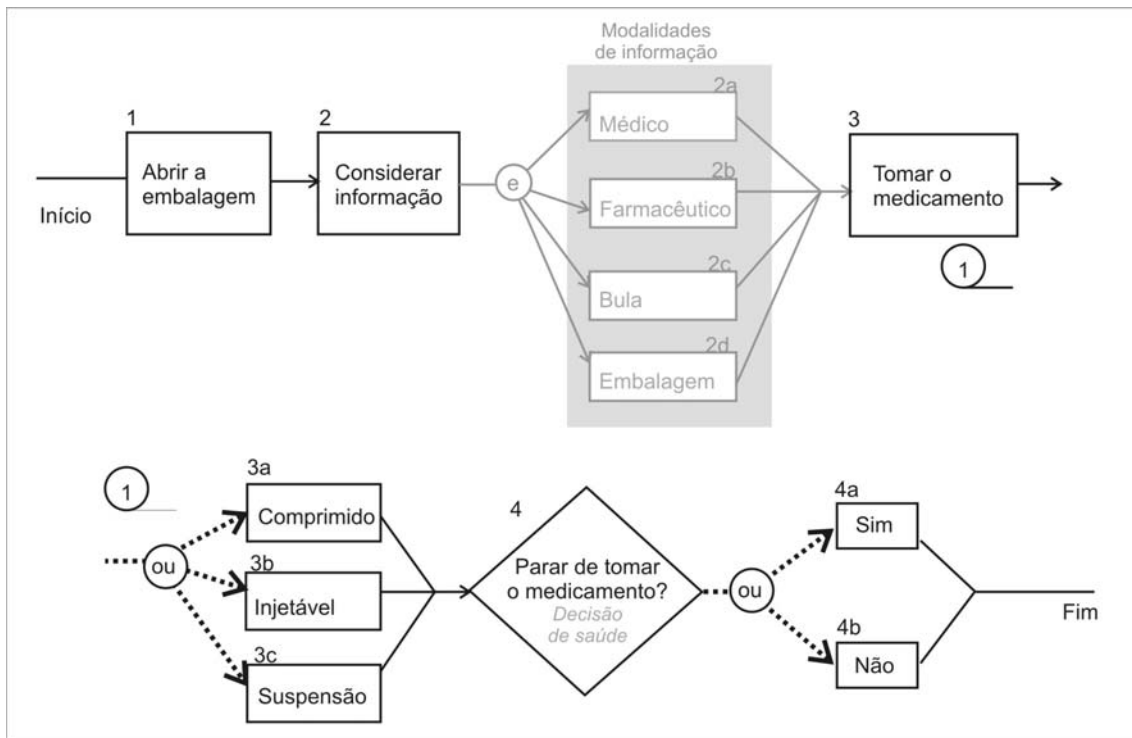 Modalidades
de informação
1
Abrir a
embalagem
Início
2
Considerar
informação
e
2a
Médico
2b
Farmacêutico
2c
Bula
2d
Embalagem
3
Tomar o
medicamento
1
1
ou
3a
Comprimido
3b
Injetável
3c
Suspensão
4
Parar de tomar
o medicamento?
Decisão
de saúde
ou
4a
Sim
4b
Não
Fim